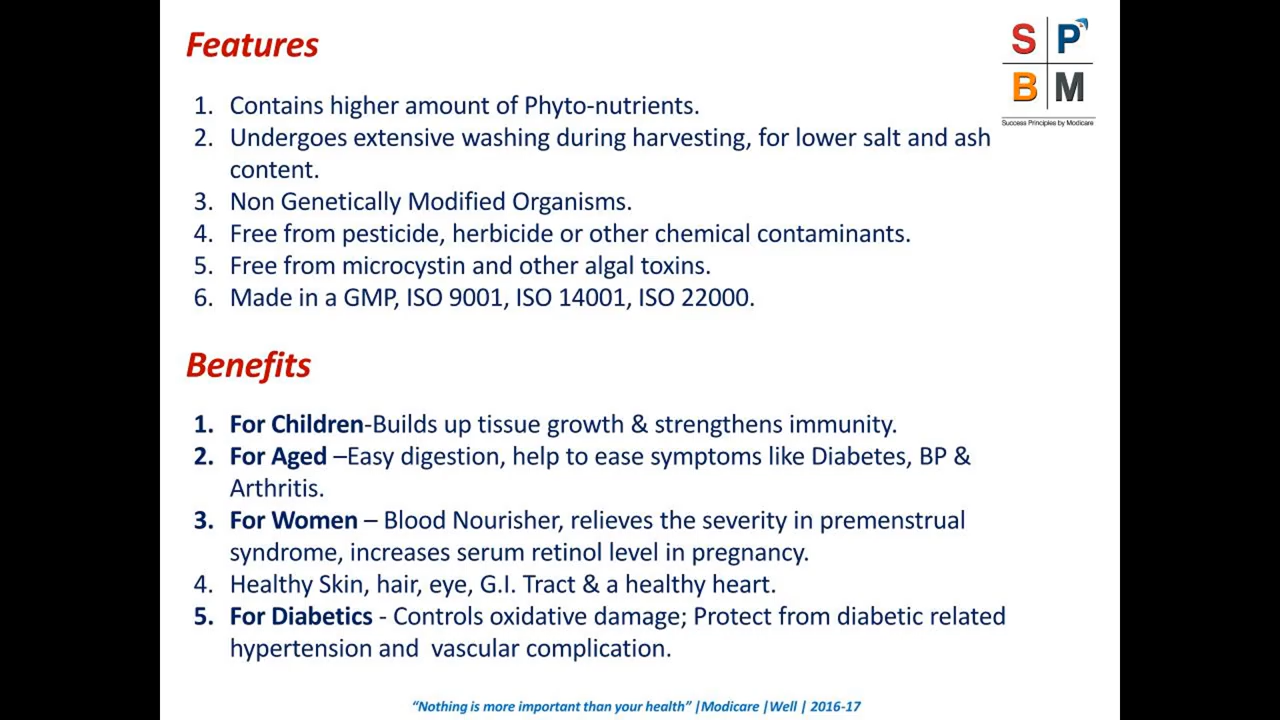 Features
S P
B M
Success Principles by Modicare
1. Contains higher amount of Phyto-nutrients.
2. Undergoes extensive washing during harvesting, for lower salt and ash
content.
3. Non Genetically Modified Organisms.
4. Free from pesticide, herbicide or other chemical contaminants.
5. Free from microcystin and other algal toxins.
6. Made in a GMP, ISO 9001, ISO 14001, ISO 22000.
Benefits
1. For Children-Builds up tissue growth & strengthens immunity.
2. For Aged –Easy digestion, help to ease symptoms like Diabetes, BP &
Arthritis.
3. For Women – Blood Nourisher, relieves the severity in premenstrual
syndrome, increases serum retinol level in pregnancy.
4. Healthy Skin, hair, eye, G.I. Tract & a healthy heart.
5. For Diabetics - Controls oxidative damage; Protect from diabetic related
hypertension and  vascular complication.
“Nothing is more important than your health” |Modicare |Well | 2016-17